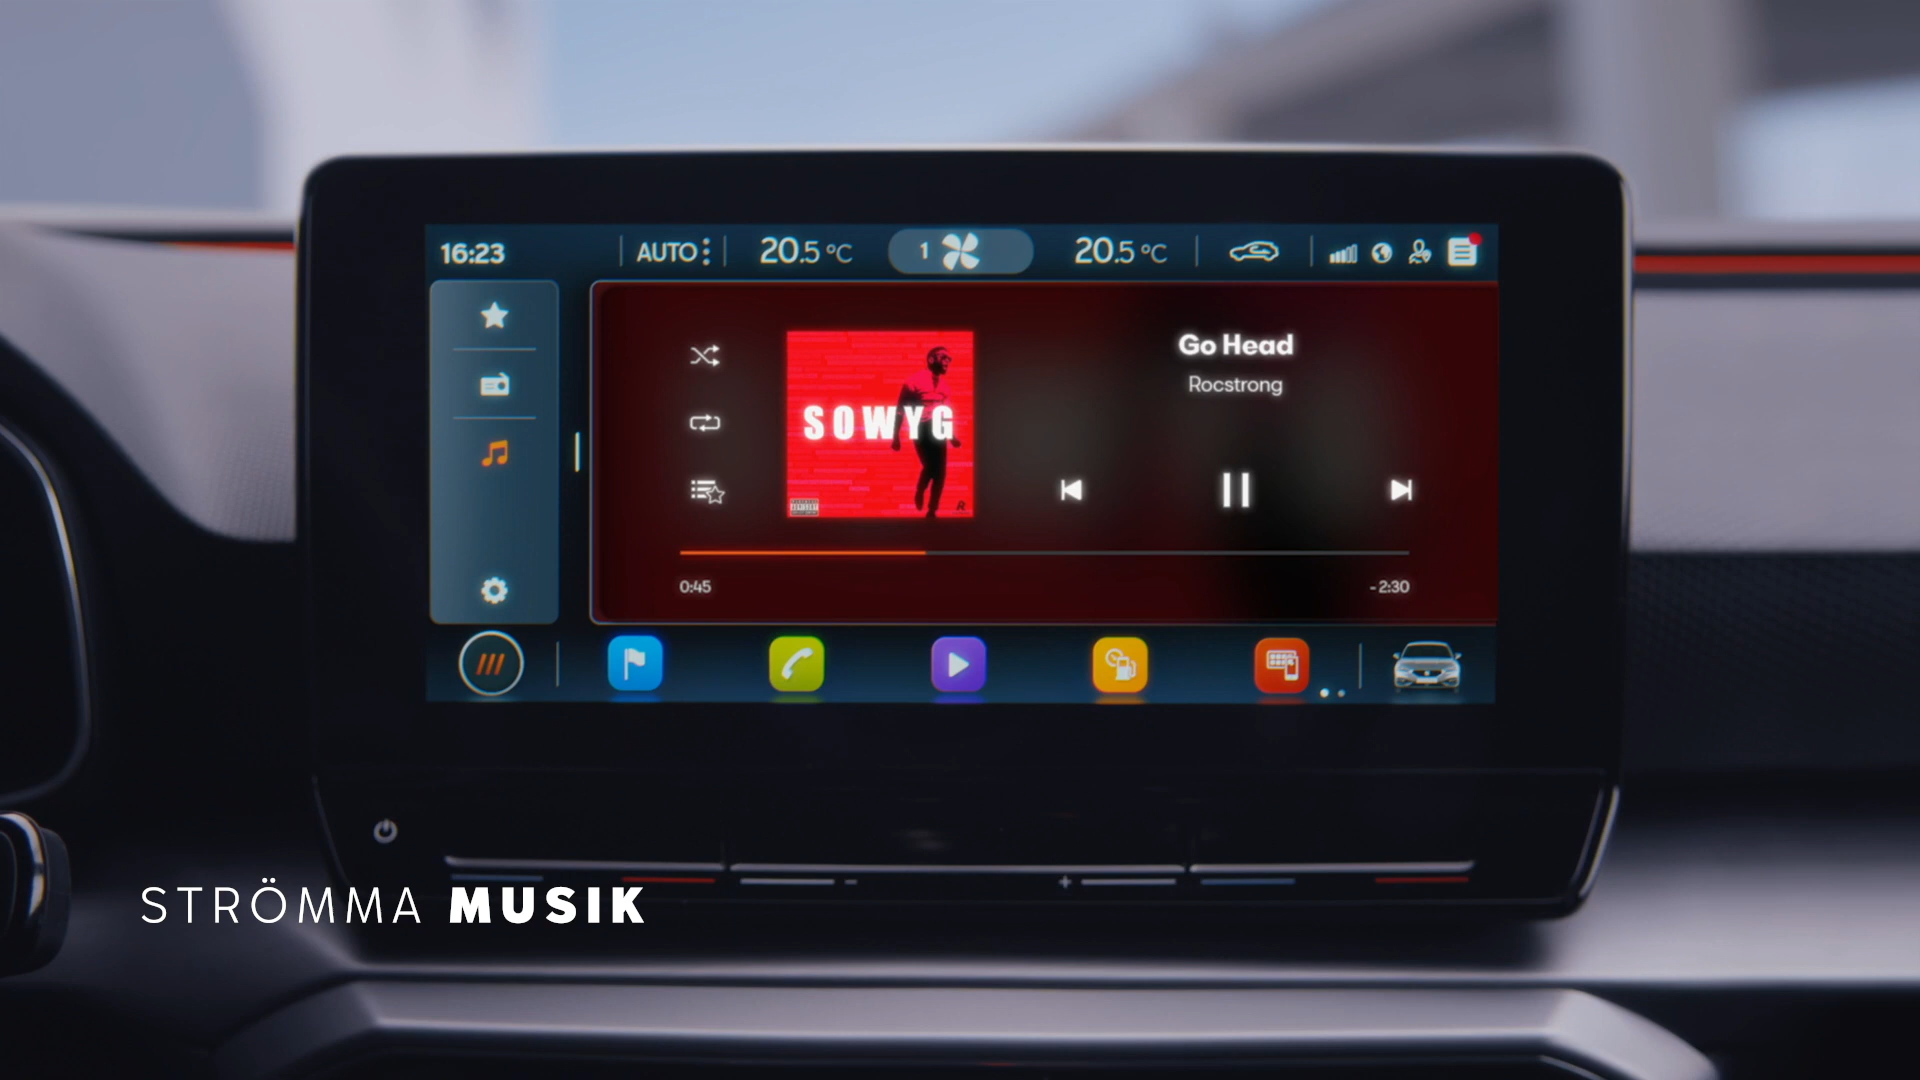 16:23 AUTO 20.5 °C 1 20.5 °C
Go Head
Rocstrong
SOWYG
0:45 -2:30
STRÖMMA MUSIK